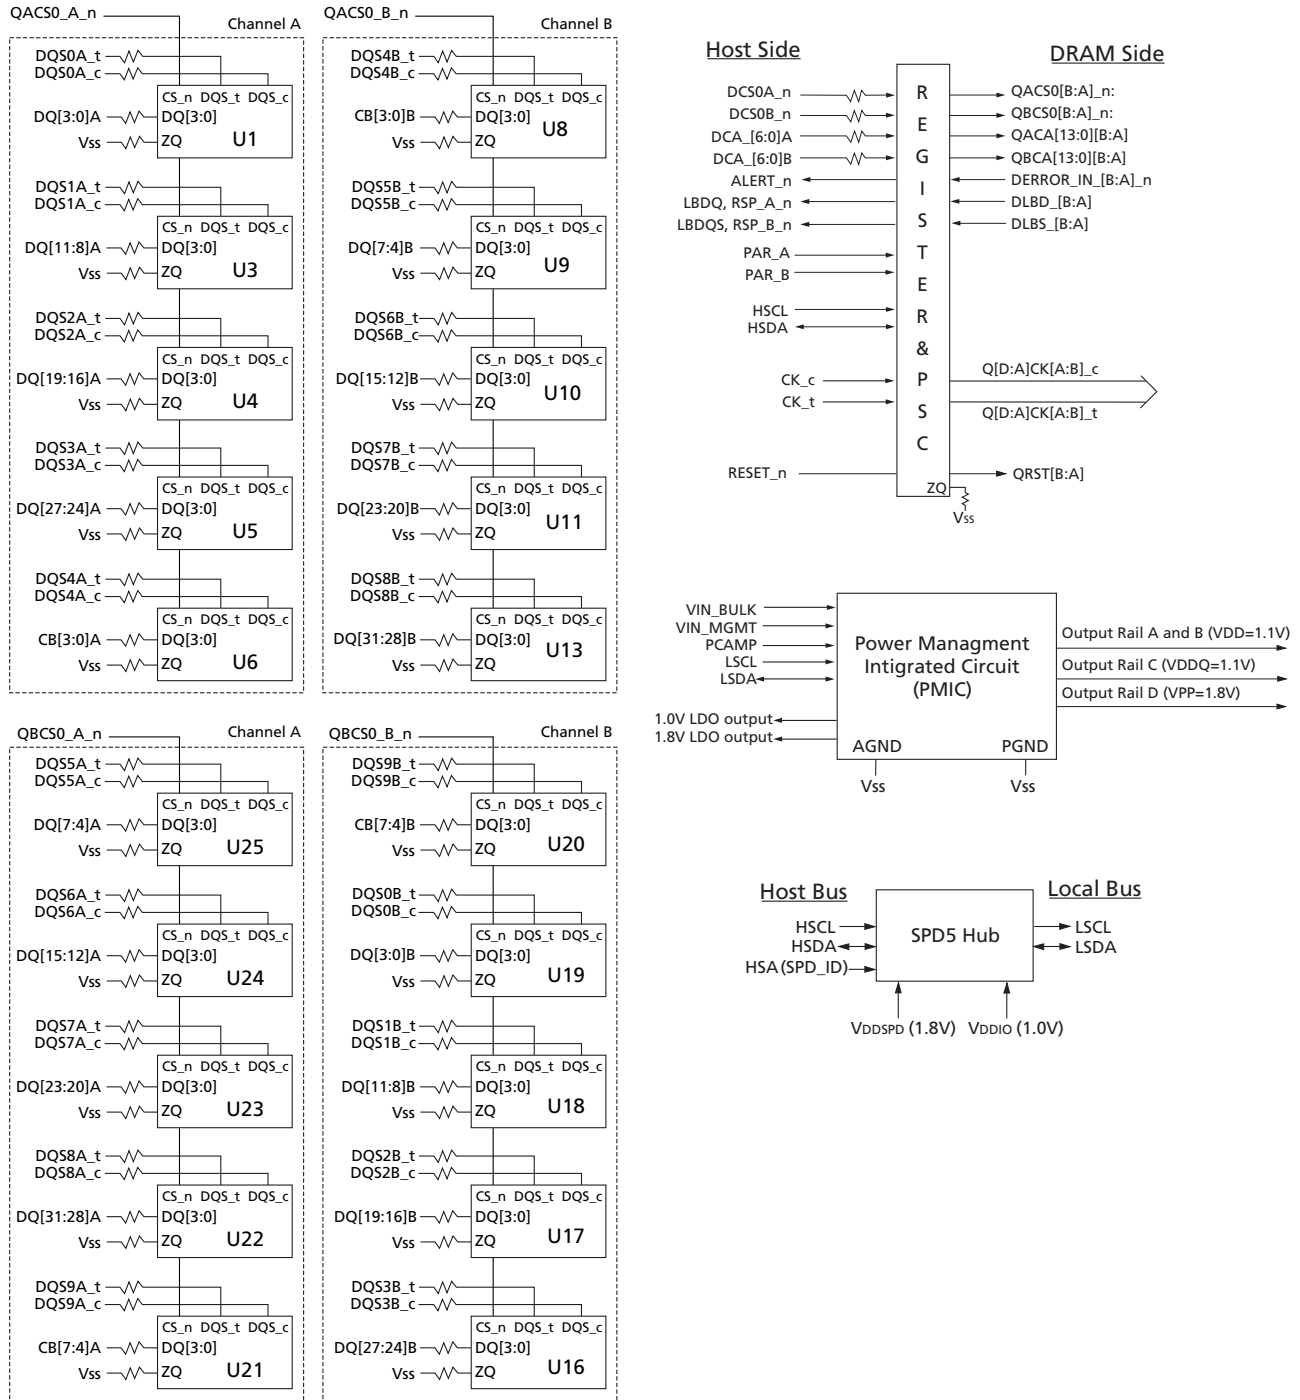 QACS0_A_n
Channel A
DQS0A_t
DQS0A_c
CS_n DQS_t DQS_c
DQ[3:0]A
DQ[3:0]
U1
Vss
ZQ
DQS1A_t
DQS1A_c
CS_n DQS_t DQS_c
DQ[11:8]A
DQ[3:0]
U3
Vss
ZQ
DQS2A_t
DQS2A_c
CS_n DQS_t DQS_c
DQ[19:16]A
DQ[3:0]
U4
Vss
ZQ
DQS3A_t
DQS3A_c
CS_n DQS_t DQS_c
DQ[27:24]A
DQ[3:0]
U5
Vss
ZQ
DQS4A_t
DQS4A_c
CS_n DQS_t DQS_c
CB[3:0]A
DQ[3:0]
U6
Vss
ZQ
QACS0_B_n
Channel B
DQS4B_t
DQS4B_c
CS_n DQS_t DQS_c
CB[3:0]B
DQ[3:0]
U8
Vss
ZQ
DQS5B_t
DQS5B_c
CS_n DQS_t DQS_c
DQ[7:4]B
DQ[3:0]
U9
Vss
ZQ
DQS6B_t
DQS6B_c
CS_n DQS_t DQS_c
DQ[15:12]B
DQ[3:0]
U10
Vss
ZQ
DQS7B_t
DQS7B_c
CS_n DQS_t DQS_c
DQ[23:20]B
DQ[3:0]
U11
Vss
ZQ
DQS8B_t
DQS8B_c
CS_n DQS_t DQS_c
DQ[31:28]B
DQ[3:0]
U13
Vss
ZQ
QBCS0_A_n
Channel A
DQS5A_t
DQS5A_c
CS_n DQS_t DQS_c
DQ[7:4]A
DQ[3:0]
U25
Vss
ZQ
DQS6A_t
DQS6A_c
CS_n DQS_t DQS_c
DQ[15:12]A
DQ[3:0]
U24
Vss
ZQ
DQS7A_t
DQS7A_c
CS_n DQS_t DQS_c
DQ[23:20]A
DQ[3:0]
U23
Vss
ZQ
DQS8A_t
DQS8A_c
CS_n DQS_t DQS_c
DQ[31:28]A
DQ[3:0]
U22
Vss
ZQ
DQS9A_t
DQS9A_c
CS_n DQS_t DQS_c
CB[7:4]A
DQ[3:0]
U21
Vss
ZQ
QBCS0_B_n
Channel B
DQS9B_t
DQS9B_c
CS_n DQS_t DQS_c
CB[7:4]B
DQ[3:0]
U20
Vss
ZQ
DQS0B_t
DQS0B_c
CS_n DQS_t DQS_c
DQ[3:0]B
DQ[3:0]
U19
Vss
ZQ
DQS1B_t
DQS1B_c
CS_n DQS_t DQS_c
DQ[11:8]B
DQ[3:0]
U18
Vss
ZQ
DQS2B_t
DQS2B_c
CS_n DQS_t DQS_c
DQ[19:16]B
DQ[3:0]
U17
Vss
ZQ
DQS3B_t
DQS3B_c
CS_n DQS_t DQS_c
DQ[27:24]B
DQ[3:0]
U16
Vss
ZQ
Host Side
DRAM Side
DCS0A_n
DCS0B_n
DCA_[6:0]A
DCA_[6:0]B
ALERT_n
LBDQ, RSP_A_n
LBDQS, RSP_B_n
PAR_A
PAR_B
HSCL
HSDA
CK_c
CK_t
RESET_n
R
E
G
I
S
T
E
R
&
P
S
C
ZQ
Vss
QACS0[B:A]_n:
QBCS0[B:A]_n:
QACA[13:0][B:A]
QBCA[13:0][B:A]
DERROR_IN_[B:A]_n
DLBD_[B:A]
DLBS_[B:A]
Q[D:A]CK[A:B]_c
Q[D:A]CK[A:B]_t
QRST[B:A]
VIN_BULK
VIN_MGMT
PCAMP
LSCL
LSDA
1.0V LDO output
1.8V LDO output
Power Managment
Intigrated Circuit
(PMIC)
AGND
PGND
Vss
Vss
Output Rail A and B (VDD=1.1V)
Output Rail C (VDDQ=1.1V)
Output Rail D (VPP=1.8V)
Host Bus
Local Bus
HSCL
HSDA
HSA (SPD_ID)
SPD5 Hub
LSCL
LSDA
VDDSPD (1.8V)
VDDIO (1.0V)